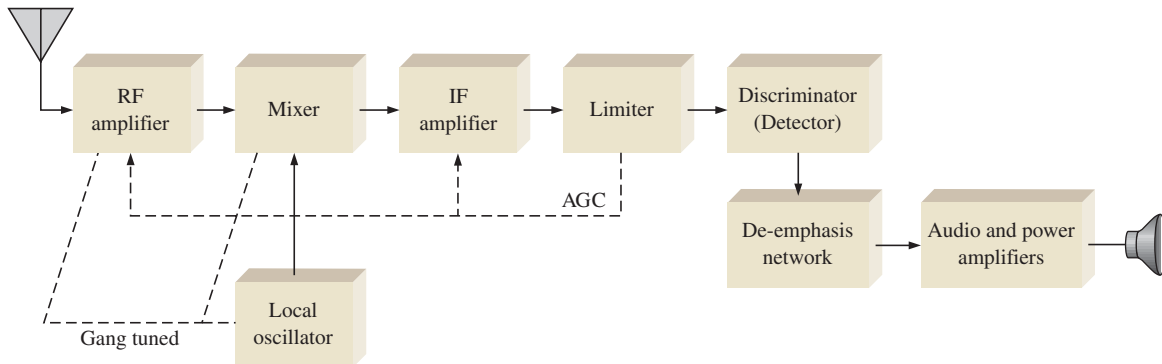 RF
amplifier
Mixer
IF
amplifier
Limiter
Discriminator
(Detector)
AGC
De-emphasis
network
Audio and power
amplifiers
Local
oscillator
Gang tuned